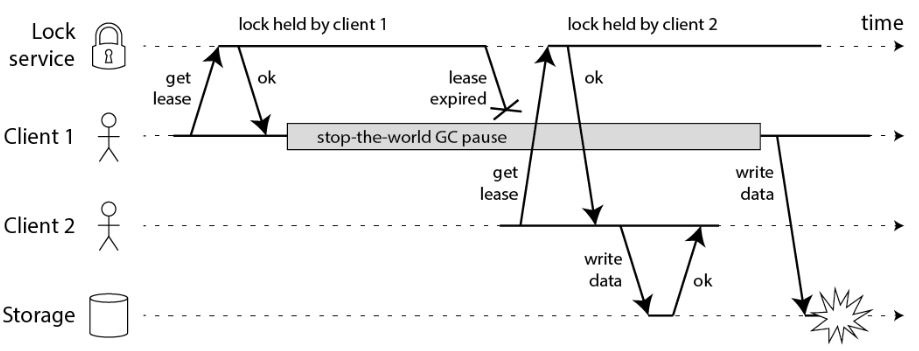 lock held by client 1
lock held by client 2
time
Lock
service
get
lease
ok
lease
expired
ok
Client 1
stop-the-world GC pause
get
lease
write
data
Client 2
write
data
ok
Storage